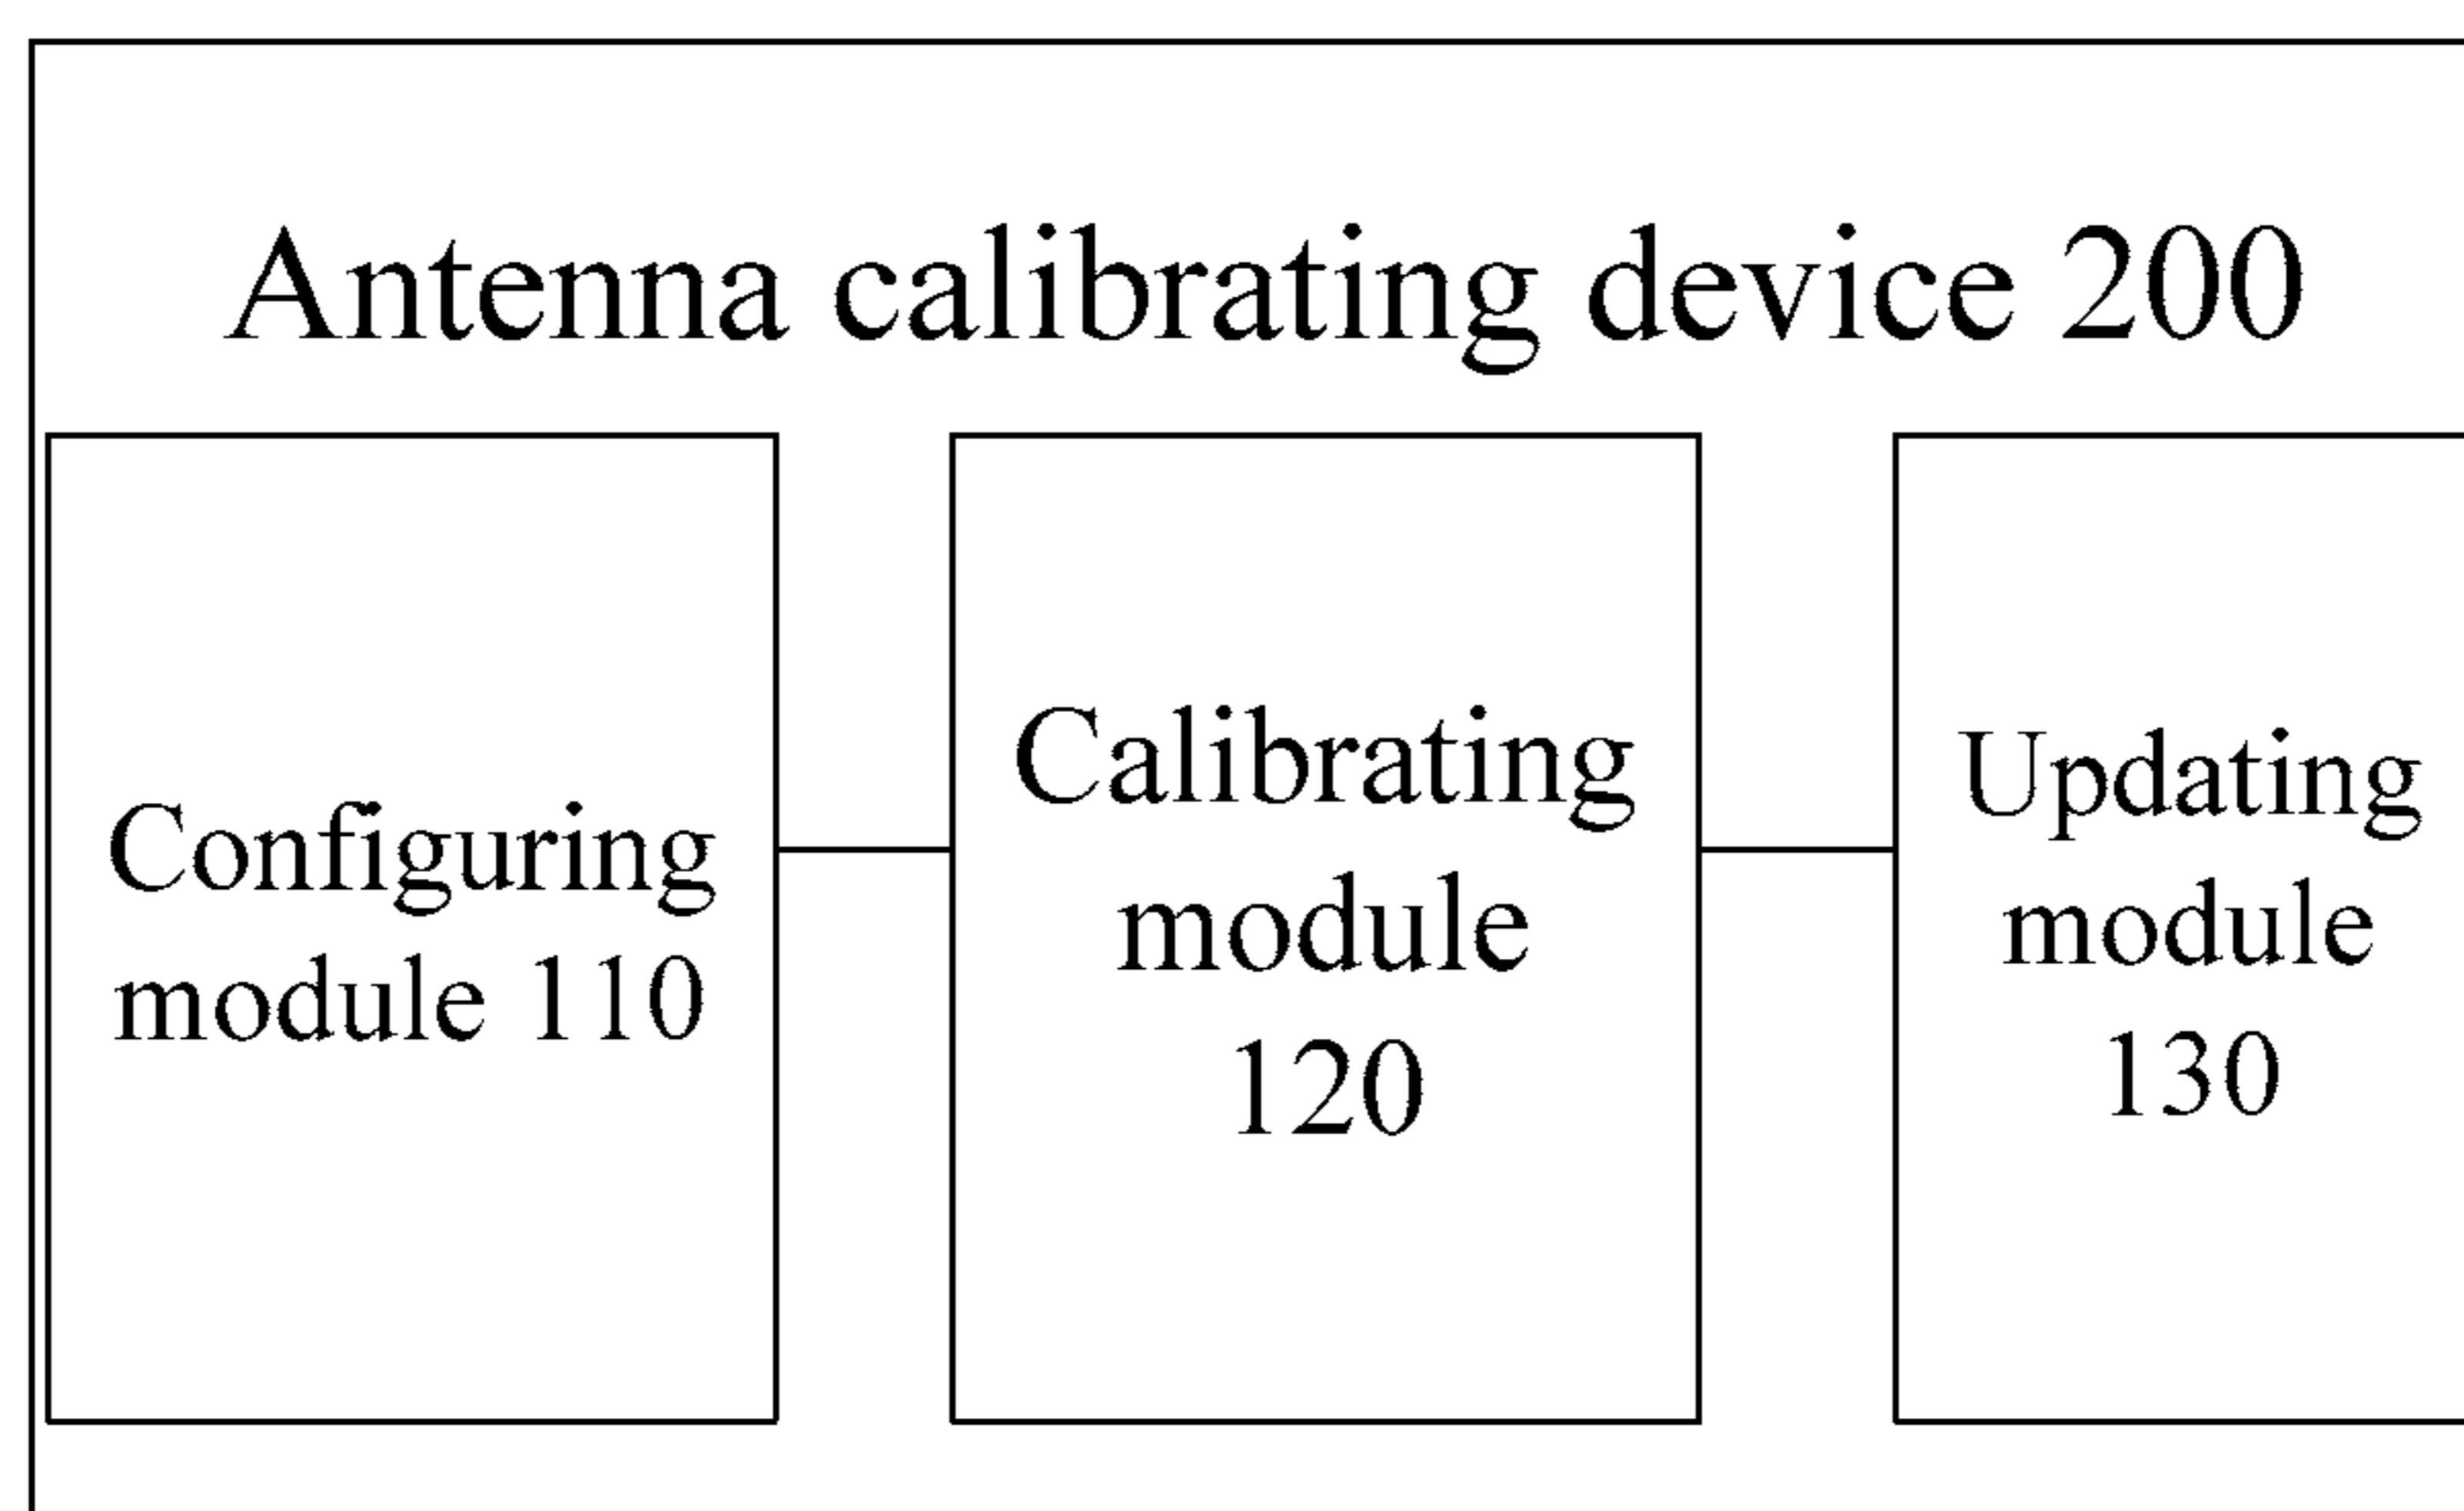 Antenna calibrating device 200
Configuring
module 110
Calibrating
module
120
Updating
module
130